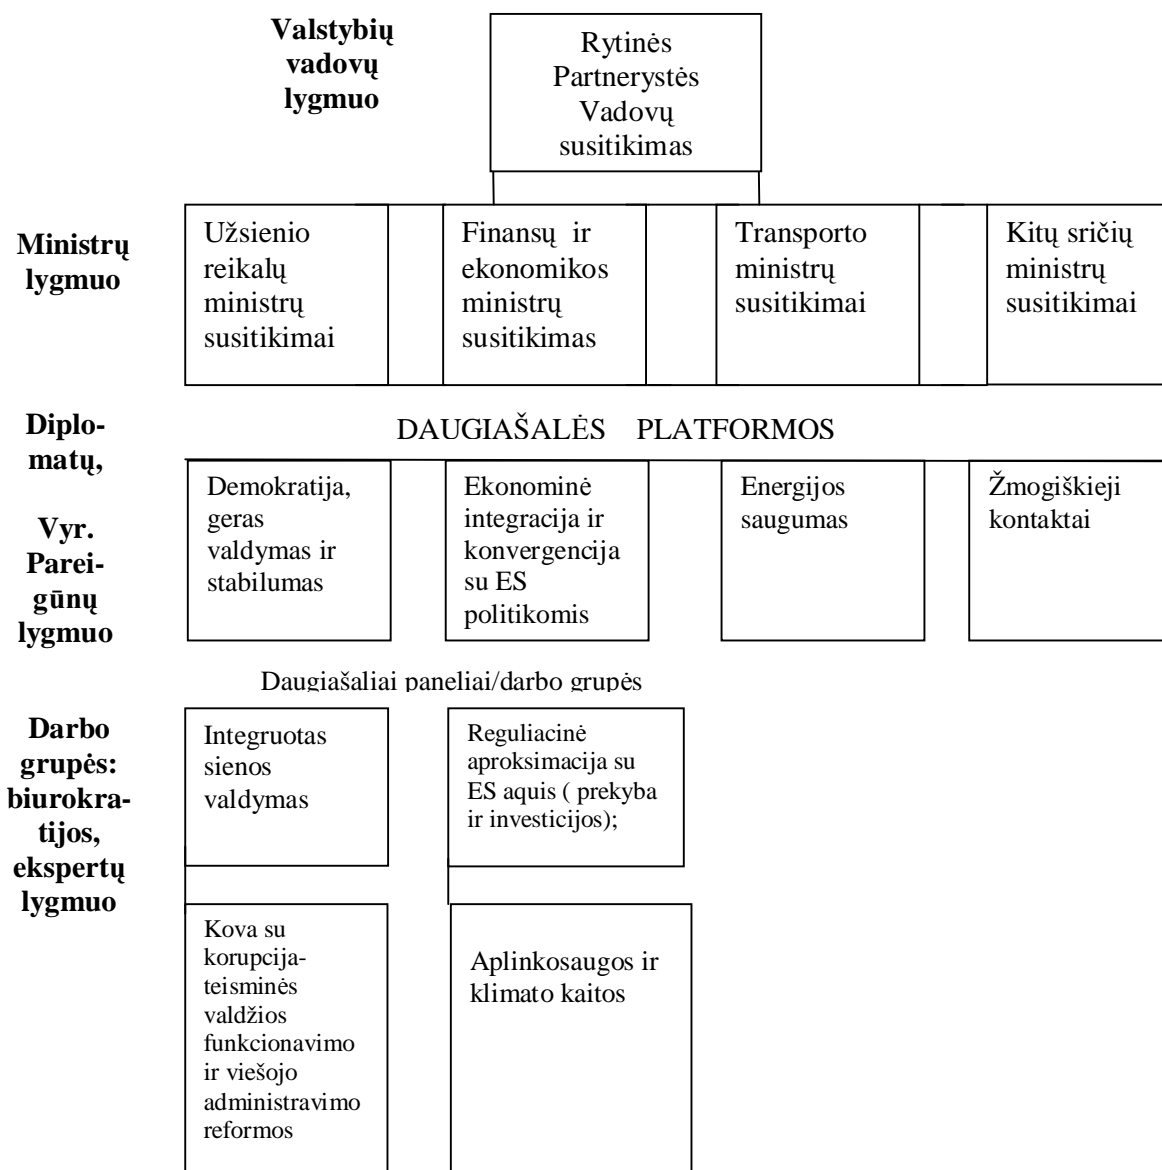 Valstybių
vadovų
lygmuo
Rytinės
Partnerystės
Vadovų
susitikimas
Ministrų
lygmuo
Užsienio
reikalų
ministrų
susitikimai
Finansų ir
ekonomikos
ministrų
susitikimas
Transporto
ministrų
susitikimai
Kitų sričių
ministrų
susitikimai
Diplo-
matų,
Vyr.
Parei-
gūnų
lygmuo
DAUGIAŠALĖS PLATFORMOS
Demokratija,
geras
valdymas ir
stabilumas
Ekonominė
integracija ir
konvergencija
su ES
politikomis
Energijos
saugumas
Žmogiškieji
kontaktai
Daugiašaliai paneliai/darbo grupės
Darbo
grupės:
biurokra-
tijos,
ekspertų
lygmuo
Integruotas
sienos
valdymas
Reguliacinė
aproksimacija su
ES aquis ( prekyba
ir investicijos);
Kova su
korupcija-
teisminės
valdžios
funkcionavimo
ir viešojo
administravimo
reformos
Aplinkosaugos ir
klimato kaitos